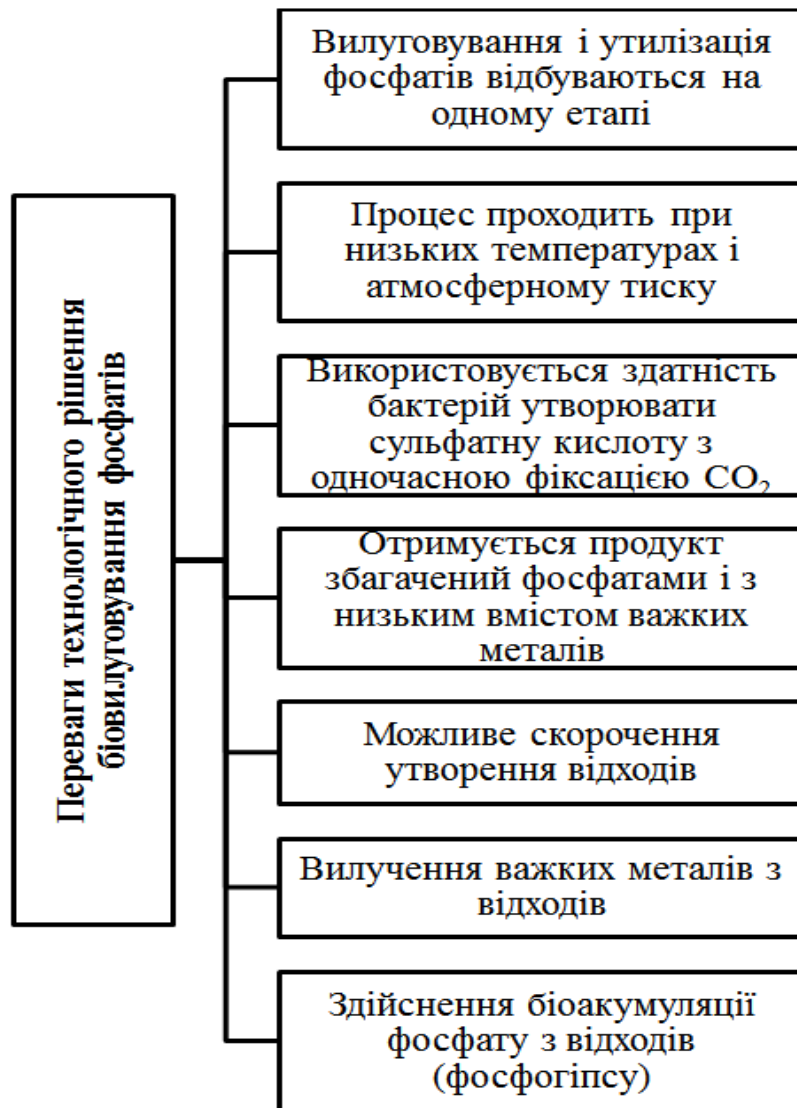 Переваги технологічного рішення
біовилуговування фосфатів
Вилуговування і утилізація
фосфатів відбуваються на
одному етапі
Процес проходить при
низьких температурах і
атмосферному тиску
Використовується здатність
бактерій утворювати
сульфатну кислоту з
одночасною фіксацією CO₂
Отримується продукт
збагачений фосфатами і з
низьким вмістом важких
металів
Можливе скорочення
утворення відходів
Вилучення важких металів з
відходів
Здійснення біоакумуляції
фосфату з відходів
(фосфогіпсу)